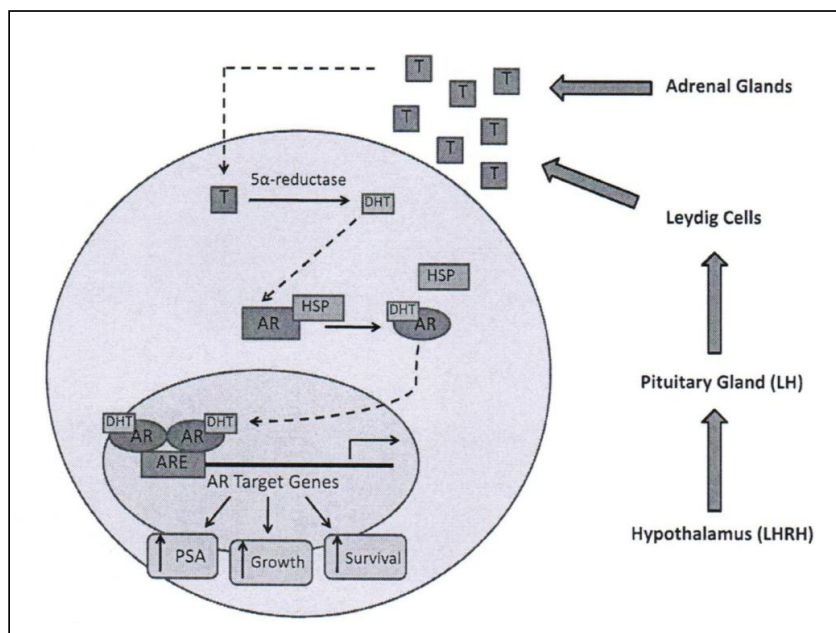 T
T
T
T
T
T
T
Adrenal Glands
Leydig Cells
Pituitary Gland (LH)
Hypothalamus (LHRH)
T
5α-reductase
DHT
HSP
AR
HSP
DHT
AR
DHT
AR
AR
DHT
ARE
AR Target Genes
PSA
Growth
Survival